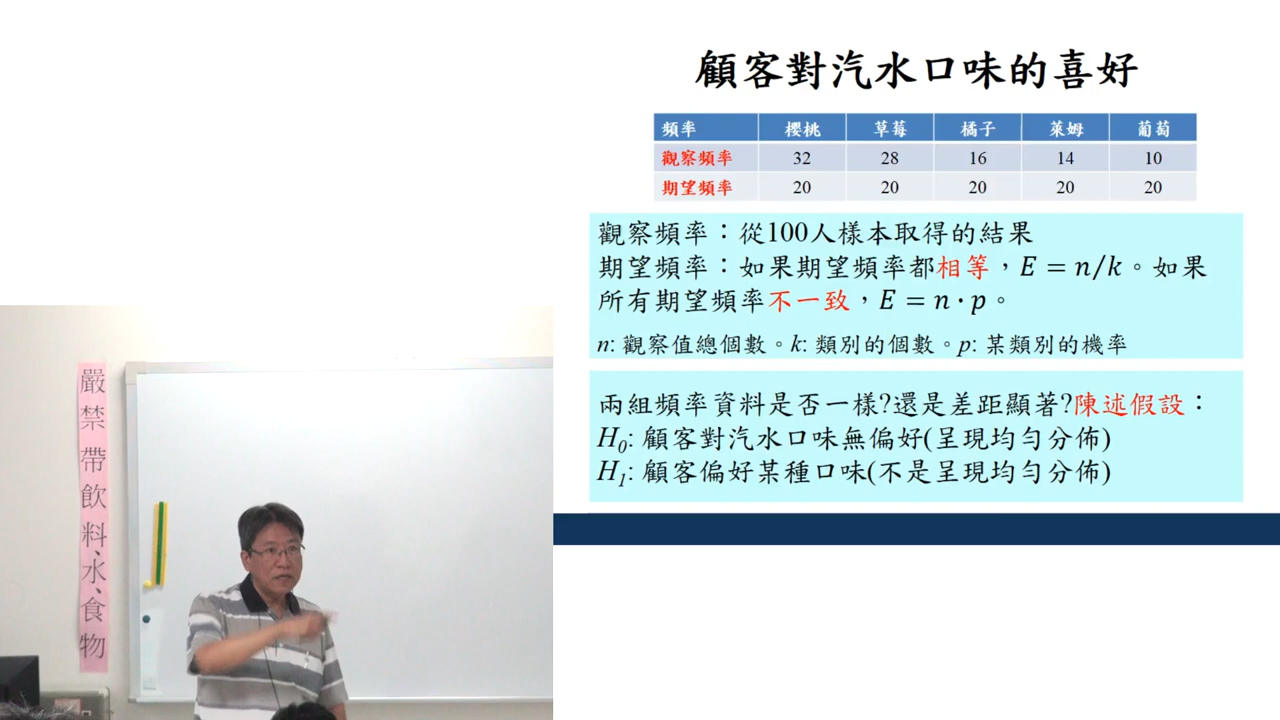 顧客對汽水口味的喜好
頻率 櫻桃 草莓 橘子 萊姆 葡萄
觀察頻率 32 28 16 14 10
期望頻率 20 20 20 20 20
觀察頻率：從100人樣本取得的結果
期望頻率：如果期望頻率都相等，E = n/k。如果
所有期望頻率不一致，E = n · p。
n: 觀察值總個數。k: 類別的個數。p: 某類別的機率
兩組頻率資料是否一樣?還是差距顯著?陳述假設：
H0: 顧客對汽水口味無偏好(呈現均勻分佈)
H1: 顧客偏好某種口味(不是呈現均勻分佈)
嚴禁帶飲料、水、食物